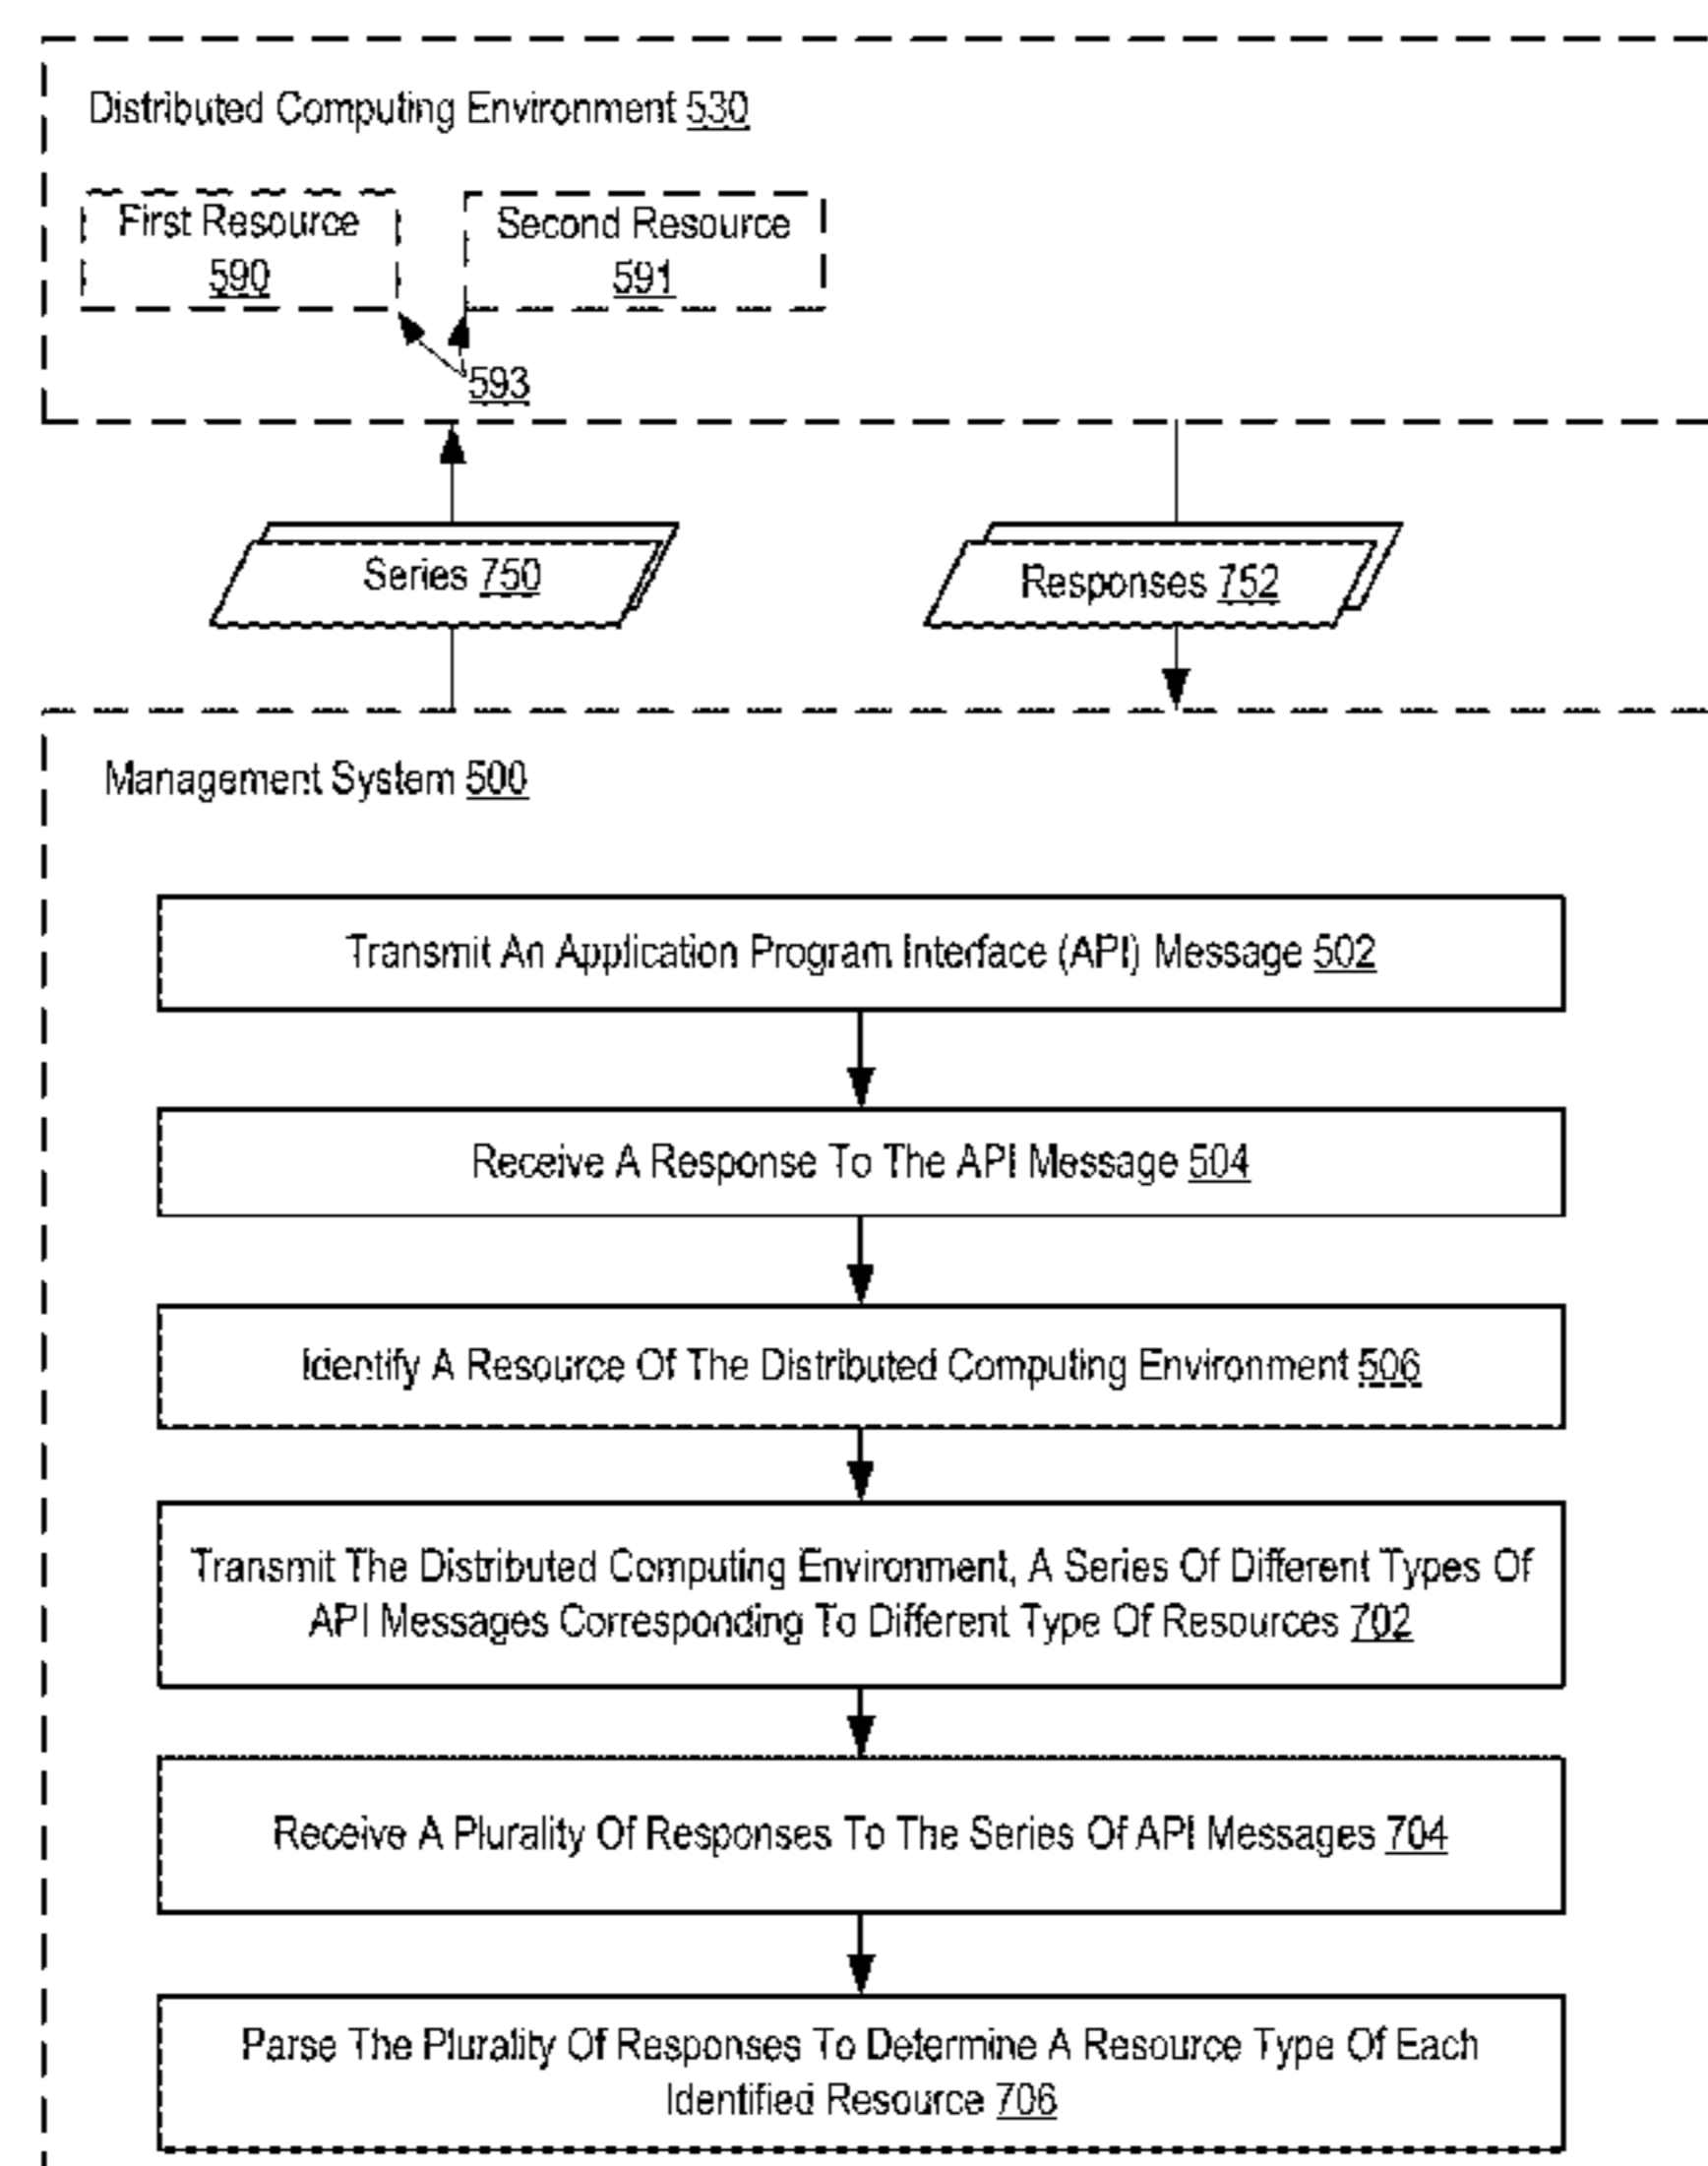 Distributed Computing Environment 530
First Resource
590
Second Resource
591
593
Series 750
Responses 752
Management System 500
Transmit An Application Program Interface (API) Message 502
Receive A Response To The API Message 504
Identify A Resource Of The Distributed Computing Environment 506
Transmit The Distributed Computing Environment, A Series Of Different Types Of
API Messages Corresponding To Different Type Of Resources 702
Receive A Plurality Of Responses To The Series Of API Messages 704
Parse The Plurality Of Responses To Determine A Resource Type Of Each
Identified Resource 706